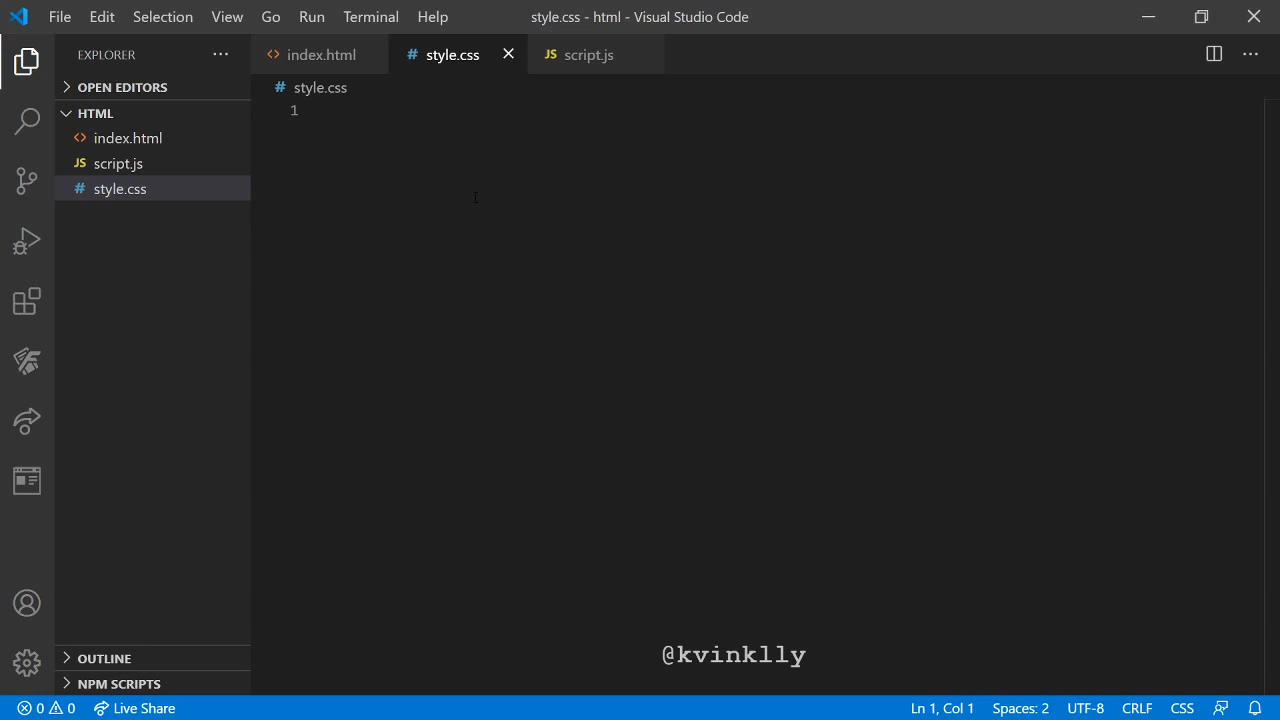 File Edit Selection View Go Run Terminal Help style.css - html - Visual Studio Code
EXPLORER ··· <> index.html # style.css JS script.js ···
OPEN EDITORS
# style.css
HTML
1
<> index.html
JS script.js
# style.css
@kvinklly
OUTLINE
NPM SCRIPTS
0 0 Live Share Ln 1, Col 1 Spaces: 2 UTF-8 CRLF CSS